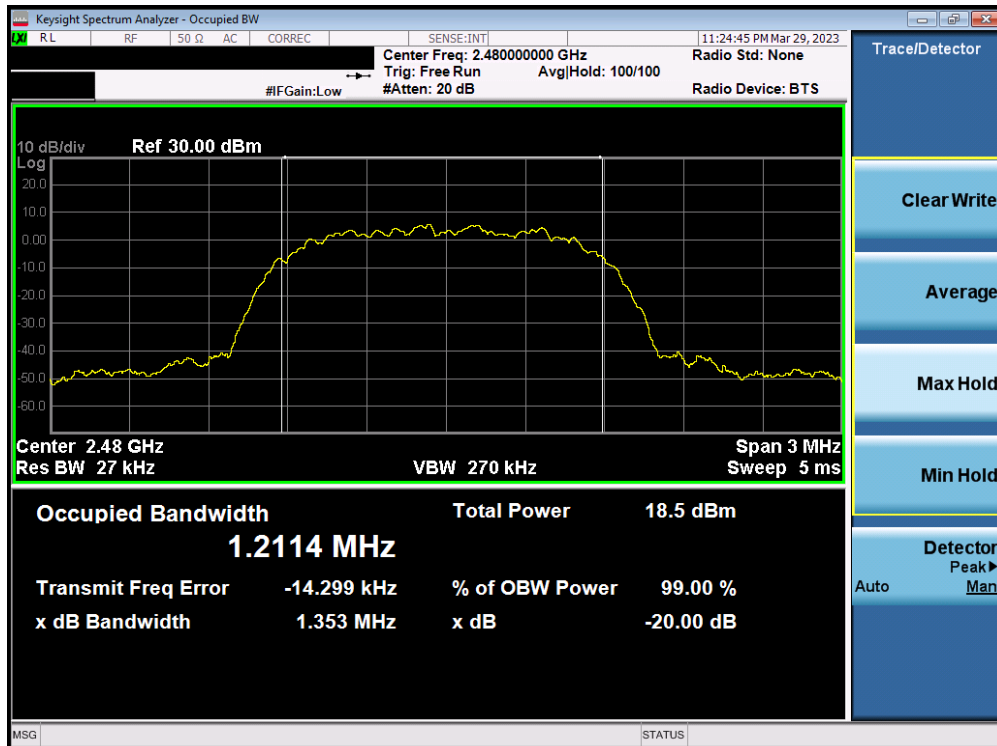 Keysight Spectrum Analyzer - Occupied BW
LXI RL RF 50 Ω AC CORREC SENSE:INT 11:24:45 PM Mar 29, 2023
Center Freq: 2.480000000 GHz Radio Std: None
Trig: Free Run Avg|Hold: 100/100
#IFGain:Low #Atten: 20 dB Radio Device: BTS
10 dB/div Ref 30.00 dBm
Log
20.0
10.0
0.00
-10.0
-20.0
-30.0
-40.0
-50.0
-60.0
Center 2.48 GHz Span 3 MHz
Res BW 27 kHz VBW 270 kHz Sweep 5 ms
Occupied Bandwidth Total Power 18.5 dBm
1.2114 MHz
Transmit Freq Error -14.299 kHz % of OBW Power 99.00 %
x dB Bandwidth 1.353 MHz x dB -20.00 dB
MSG STATUS
Trace/Detector
Clear Write
Average
Max Hold
Min Hold
Detector
Peak▶
Auto Man